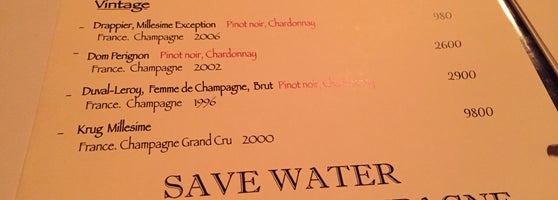 Vintage
– Drappier, Millesime Exception Pinot noir, Chardonnay 980
France. Champagne 2006
– Dom Perignon Pinot noir, Chardonnay 2600
France. Champagne 2002
– Duval-Leroy, Femme de Champagne, Brut Pinot noir, Chardonnay 2900
France. Champagne 1996
– Krug Millesime 9800
France. Champagne Grand Cru 2000
SAVE WATER